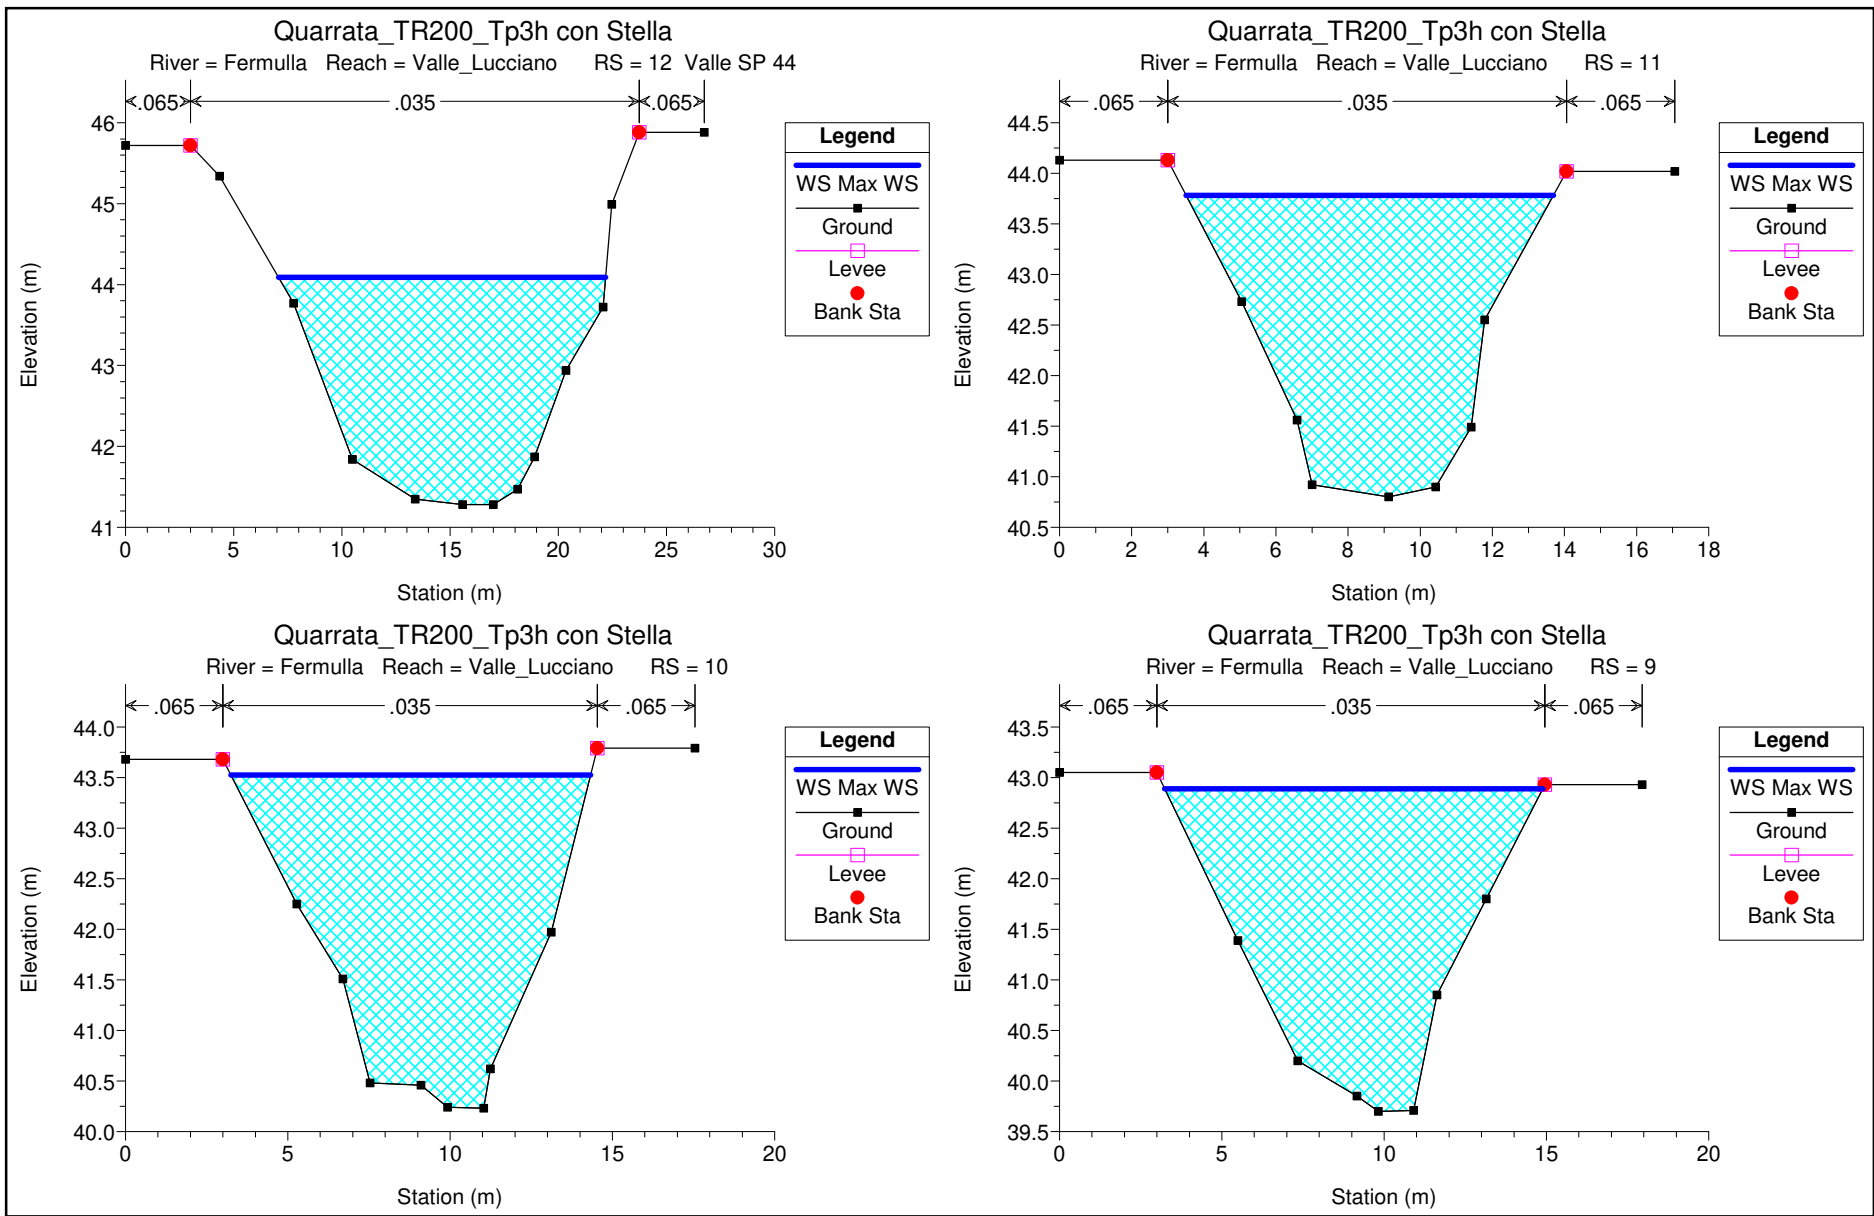 Quarrata_TR200_Tp3h con Stella
River = Fermulla   Reach = Valle_Lucciano      RS = 12  Valle SP 44
.065
.035
.065
46
45
44
43
42
41
0
5
10
15
20
25
30
Elevation (m)
Station (m)
Legend
WS Max WS
Ground
Levee
Bank Sta
Quarrata_TR200_Tp3h con Stella
River = Fermulla   Reach = Valle_Lucciano      RS = 11
.065
.035
.065
44.5
44.0
43.5
43.0
42.5
42.0
41.5
41.0
40.5
0
2
4
6
8
10
12
14
16
18
Elevation (m)
Station (m)
Legend
WS Max WS
Ground
Levee
Bank Sta
Quarrata_TR200_Tp3h con Stella
River = Fermulla   Reach = Valle_Lucciano      RS = 10
.065
.035
.065
44.0
43.5
43.0
42.5
42.0
41.5
41.0
40.5
40.0
0
5
10
15
20
Elevation (m)
Station (m)
Legend
WS Max WS
Ground
Levee
Bank Sta
Quarrata_TR200_Tp3h con Stella
River = Fermulla   Reach = Valle_Lucciano      RS = 9
.065
.035
.065
43.5
43.0
42.5
42.0
41.5
41.0
40.5
40.0
39.5
0
5
10
15
20
Elevation (m)
Station (m)
Legend
WS Max WS
Ground
Levee
Bank Sta